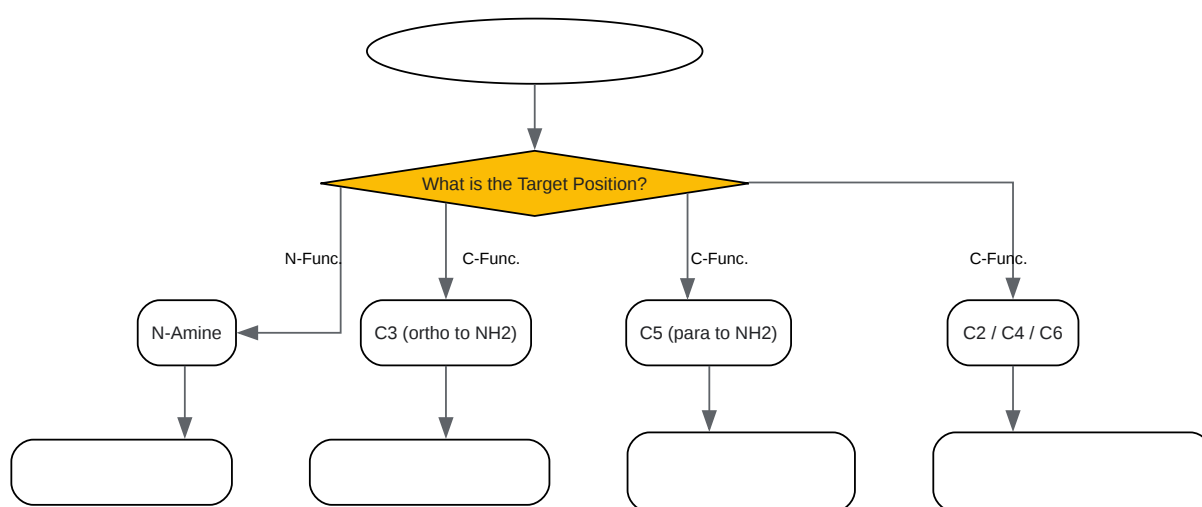 What is the Target Position?
N-Func.
C-Func.
C-Func.
C-Func.
N-Amine
C3 (ortho to NH2)
C5 (para to NH2)
C2 / C4 / C6